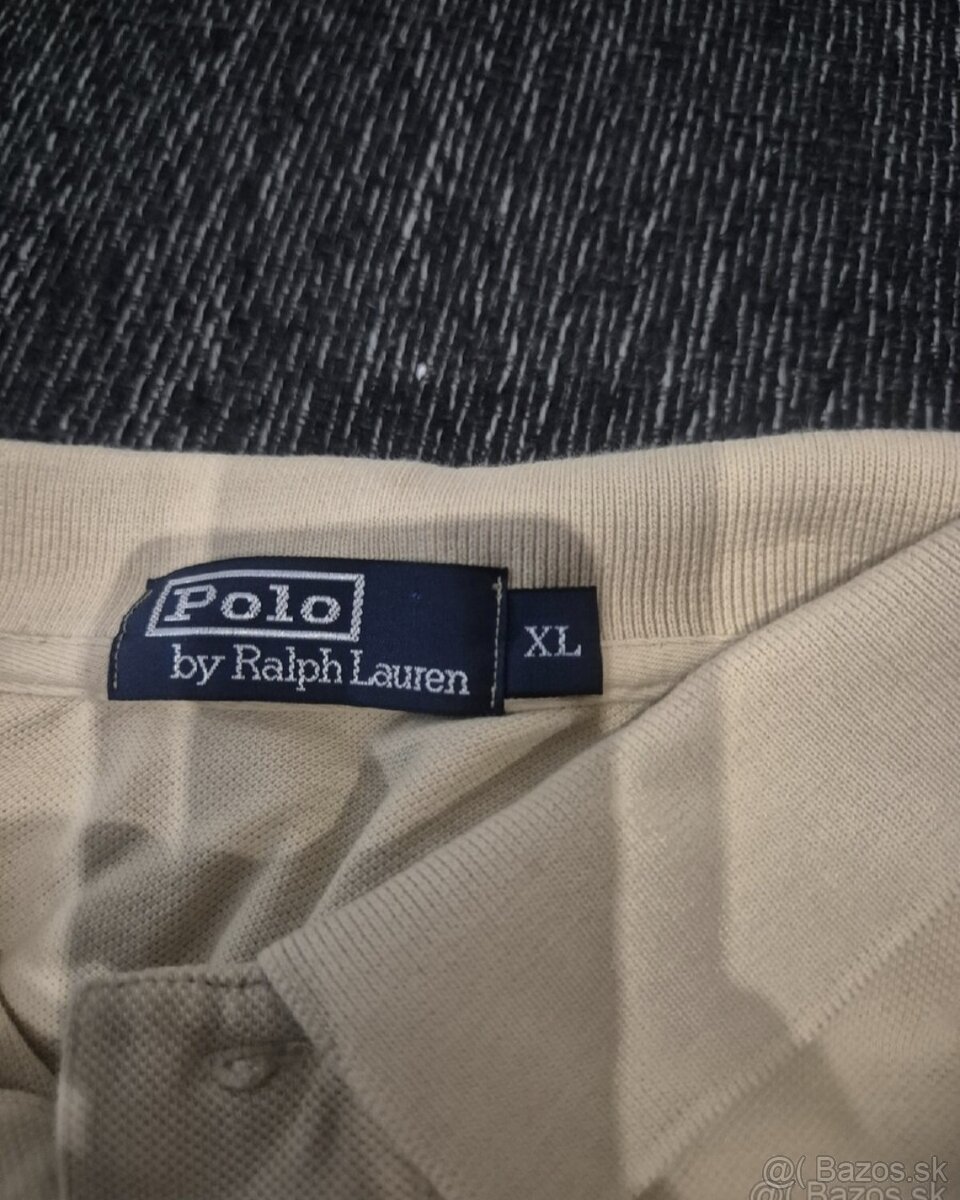 Polo
by Ralph Lauren
XL
@( Bazos.sk
@( Bazos.sk